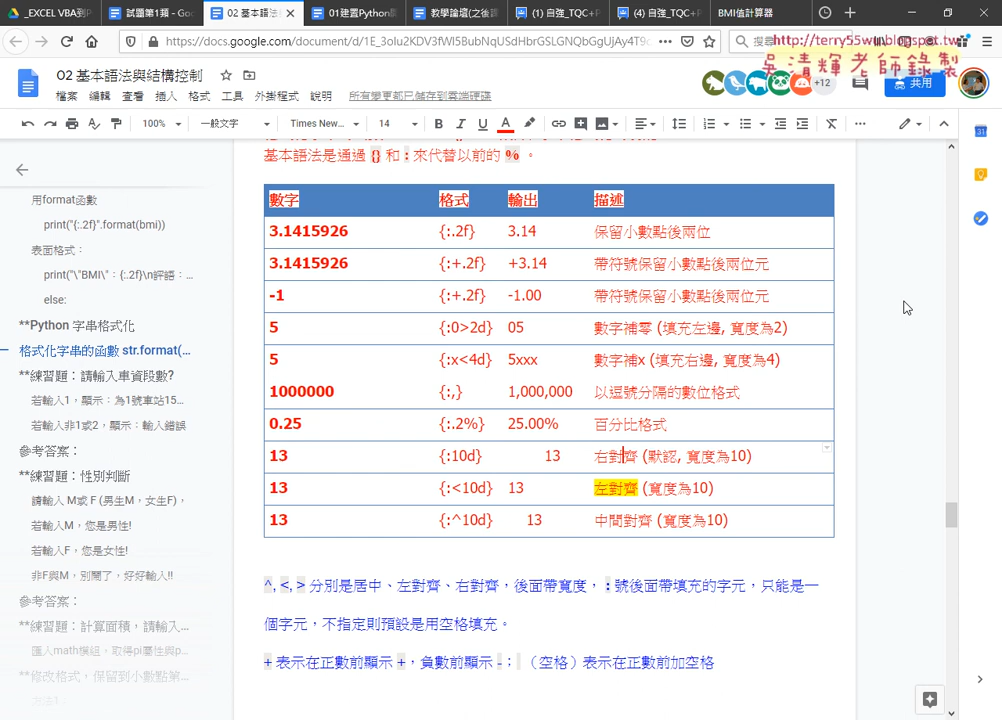 _EXCEL VBA到P
試題第1類 - Goo
02 基本語法
01建置Python
教學論壇(之後課
(1) 自強_TQC+P
(4) 自強_TQC+P
BMI值計算器
https://docs.google.com/document/d/1E_3olu2KDV3fWl5BubNqUSdHbrGSLGNQbGgUjAy4T9c
http://terry55wu.blogspot.tw
吳清輝老師錄製
02 基本語法與結構控制
+12
共用
檔案 編輯 查看 插入 格式 工具 外掛程式 說明 所有變更都已儲存到雲端硬碟
100% 一般文字 Times New... 14 B I U A
用format函數
print("{:.2f}".format(bmi))
表面格式：
print("\"BMI\"：{:.2f}\n評語：...
else:
**Python 字串格式化
格式化字串的函數 str.format(...
**練習題：請輸入車資段數?
若輸入1，顯示：為1號車站15...
若輸入非1或2，顯示：輸入錯誤
參考答案：
**練習題：性別判斷
請輸入 M或 F (男生M，女生F)，
若輸入M，您是男性!
若輸入F，您是女性!
非F與M，別鬧了，好好輸入!!
參考答案：
**練習題：計算面積，請輸入...
匯入math模組，取得pi屬性與p...
**修改格式，保留到小數點第...
方法1
基本語法是通過 {} 和 : 來代替以前的 % 。
數字 格式 輸出 描述
3.1415926 {:.2f} 3.14 保留小數點後兩位
3.1415926 {:+.2f} +3.14 帶符號保留小數點後兩位元
-1 {:+.2f} -1.00 帶符號保留小數點後兩位元
5 {:0>2d} 05 數字補零 (填充左邊, 寬度為2)
5 {:x<4d} 5xxx 數字補x (填充右邊, 寬度為4)
1000000 {:,} 1,000,000 以逗號分隔的數位格式
0.25 {:.2%} 25.00% 百分比格式
13 {:10d} 13 右對齊 (默認, 寬度為10)
13 {:<10d} 13 左對齊 (寬度為10)
13 {:^10d} 13 中間對齊 (寬度為10)
^, <, > 分別是居中、左對齊、右對齊，後面帶寬度， : 號後面帶填充的字元，只能是一
個字元，不指定則預設是用空格填充。
+ 表示在正數前顯示 +，負數前顯示 -； （空格）表示在正數前加空格